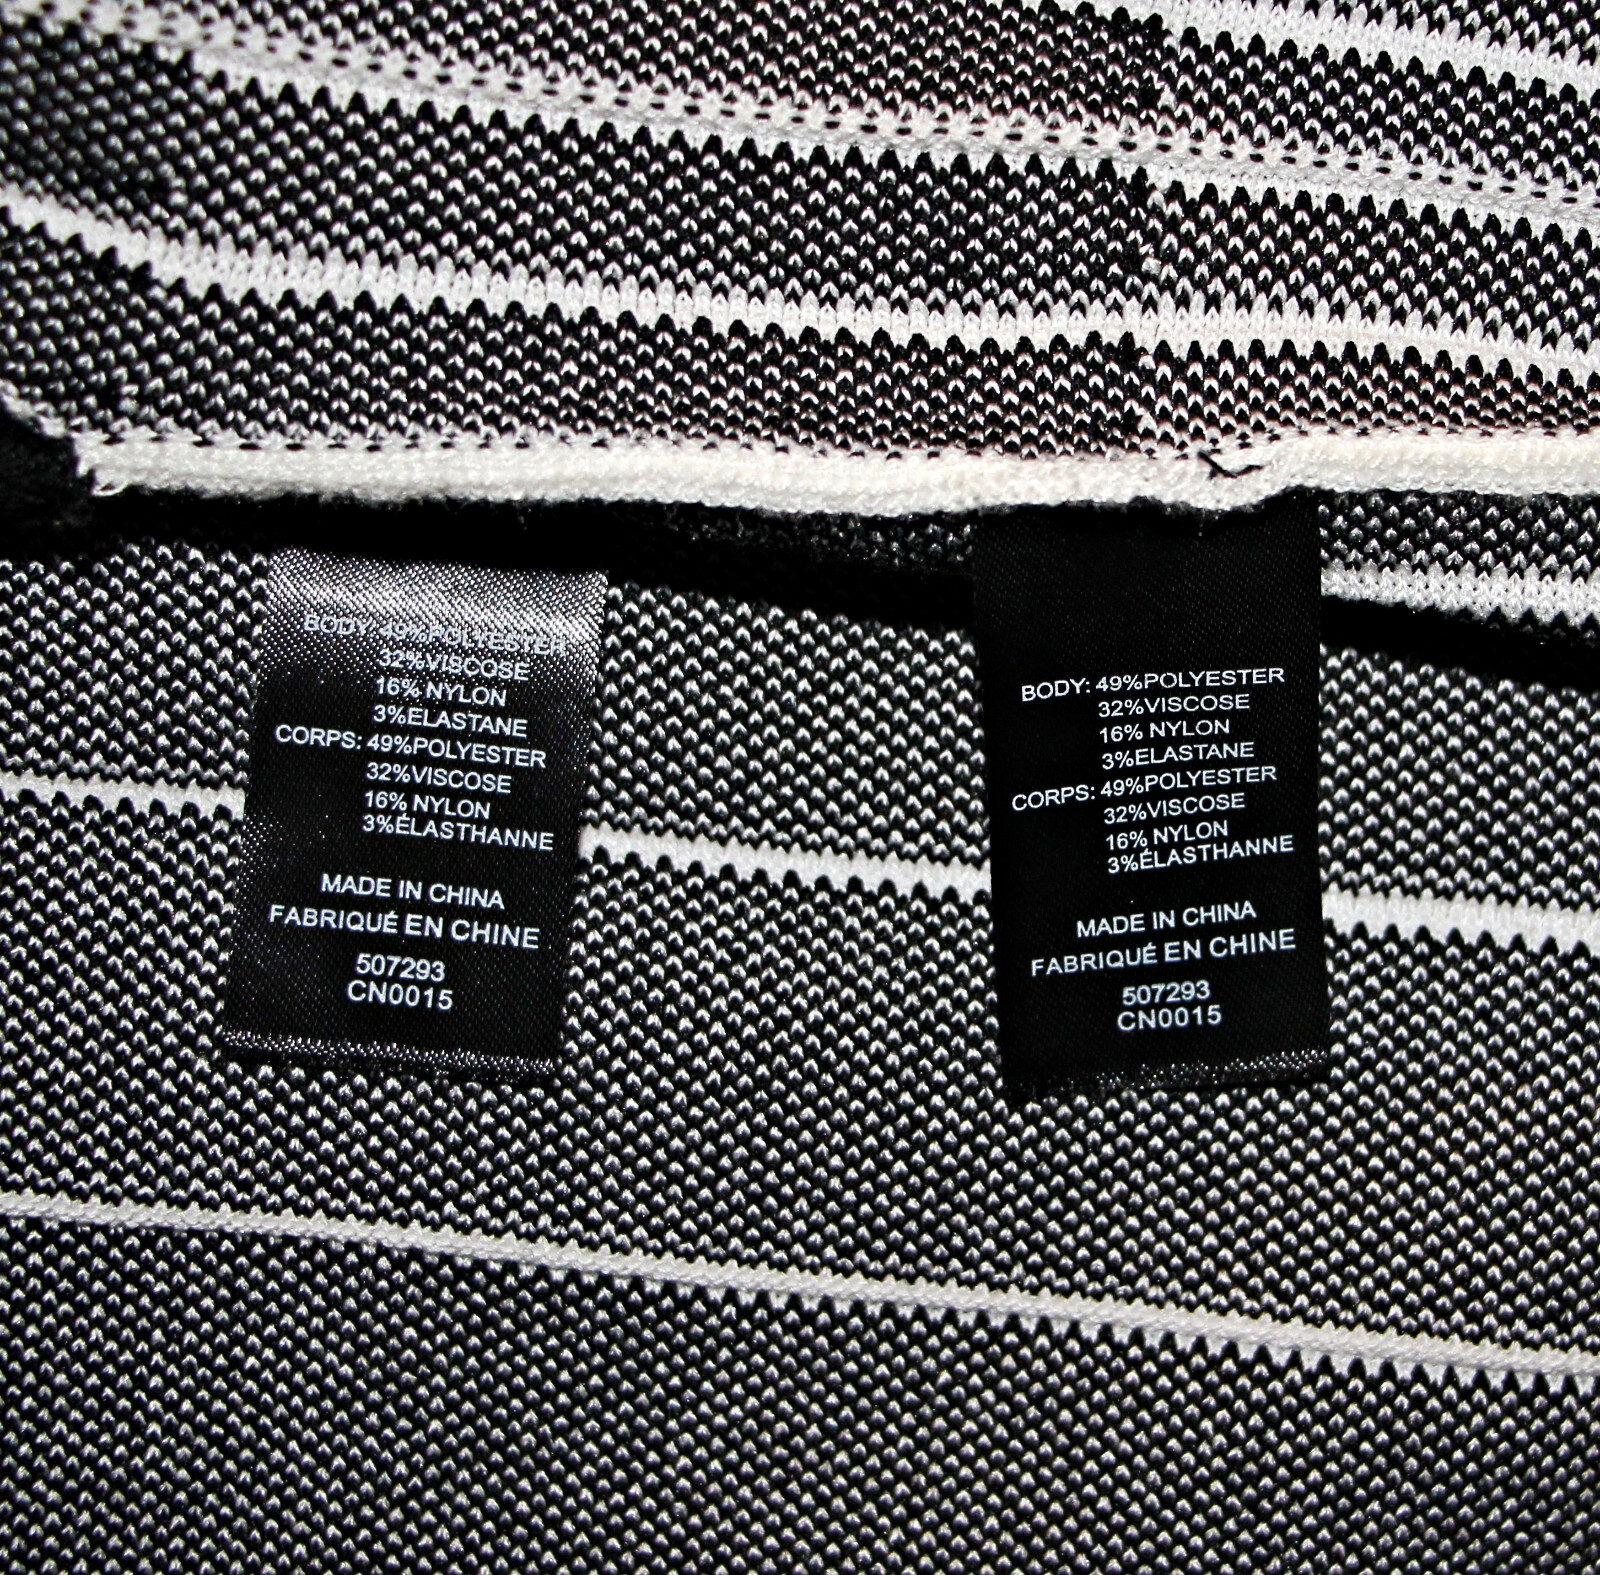 BODY: 49%POLYESTER
32%VISCOSE
16% NYLON
3%ELASTANE
CORPS: 49%POLYESTER
32%VISCOSE
16% NYLON
3%ÉLASTHANNE
MADE IN CHINA
FABRIQUÉ EN CHINE
507293
CN0015
BODY: 49%POLYESTER
32%VISCOSE
16% NYLON
3%ELASTANE
CORPS: 49%POLYESTER
32%VISCOSE
16% NYLON
3%ÉLASTHANNE
MADE IN CHINA
FABRIQUÉ EN CHINE
507293
CN0015